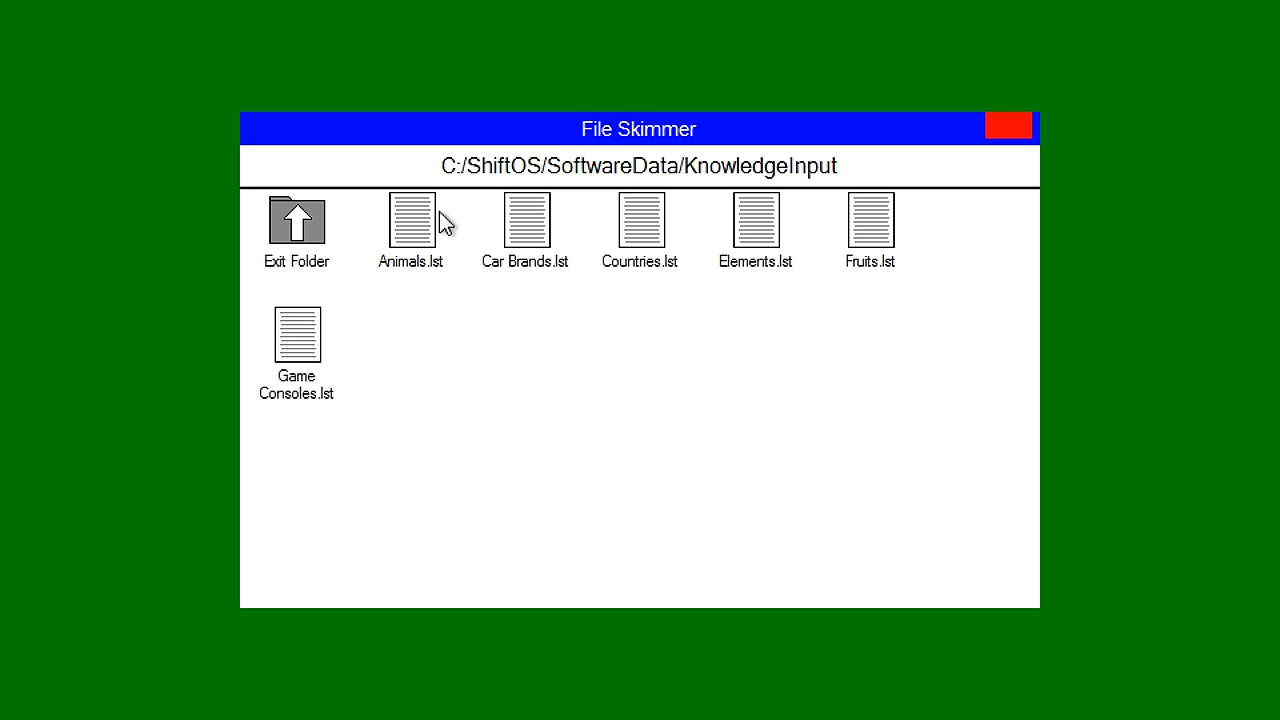 File Skimmer
C:/ShiftOS/SoftwareData/KnowledgeInput
Exit Folder
Animals.lst
Car Brands.lst
Countries.lst
Elements.lst
Fruits.lst
Game
Consoles.lst